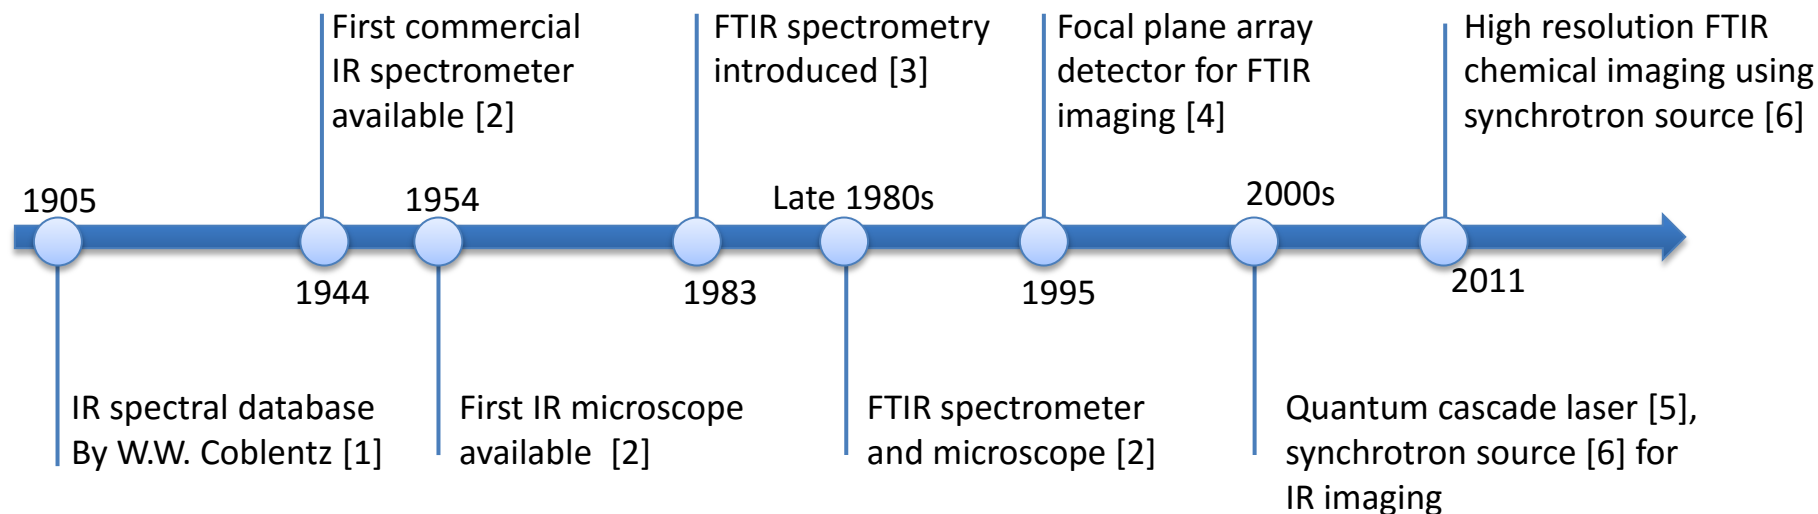 First commercial
IR spectrometer
available [2]
FTIR spectrometry
introduced [3]
Focal plane array
detector for FTIR
imaging [4]
High resolution FTIR
chemical imaging using
synchrotron source [6]
1905
1954
Late 1980s
2000s
1944
1983
1995
2011
IR spectral database
By W.W. Coblentz [1]
First IR microscope
available [2]
FTIR spectrometer
and microscope [2]
Quantum cascade laser [5],
synchrotron source [6] for
IR imaging